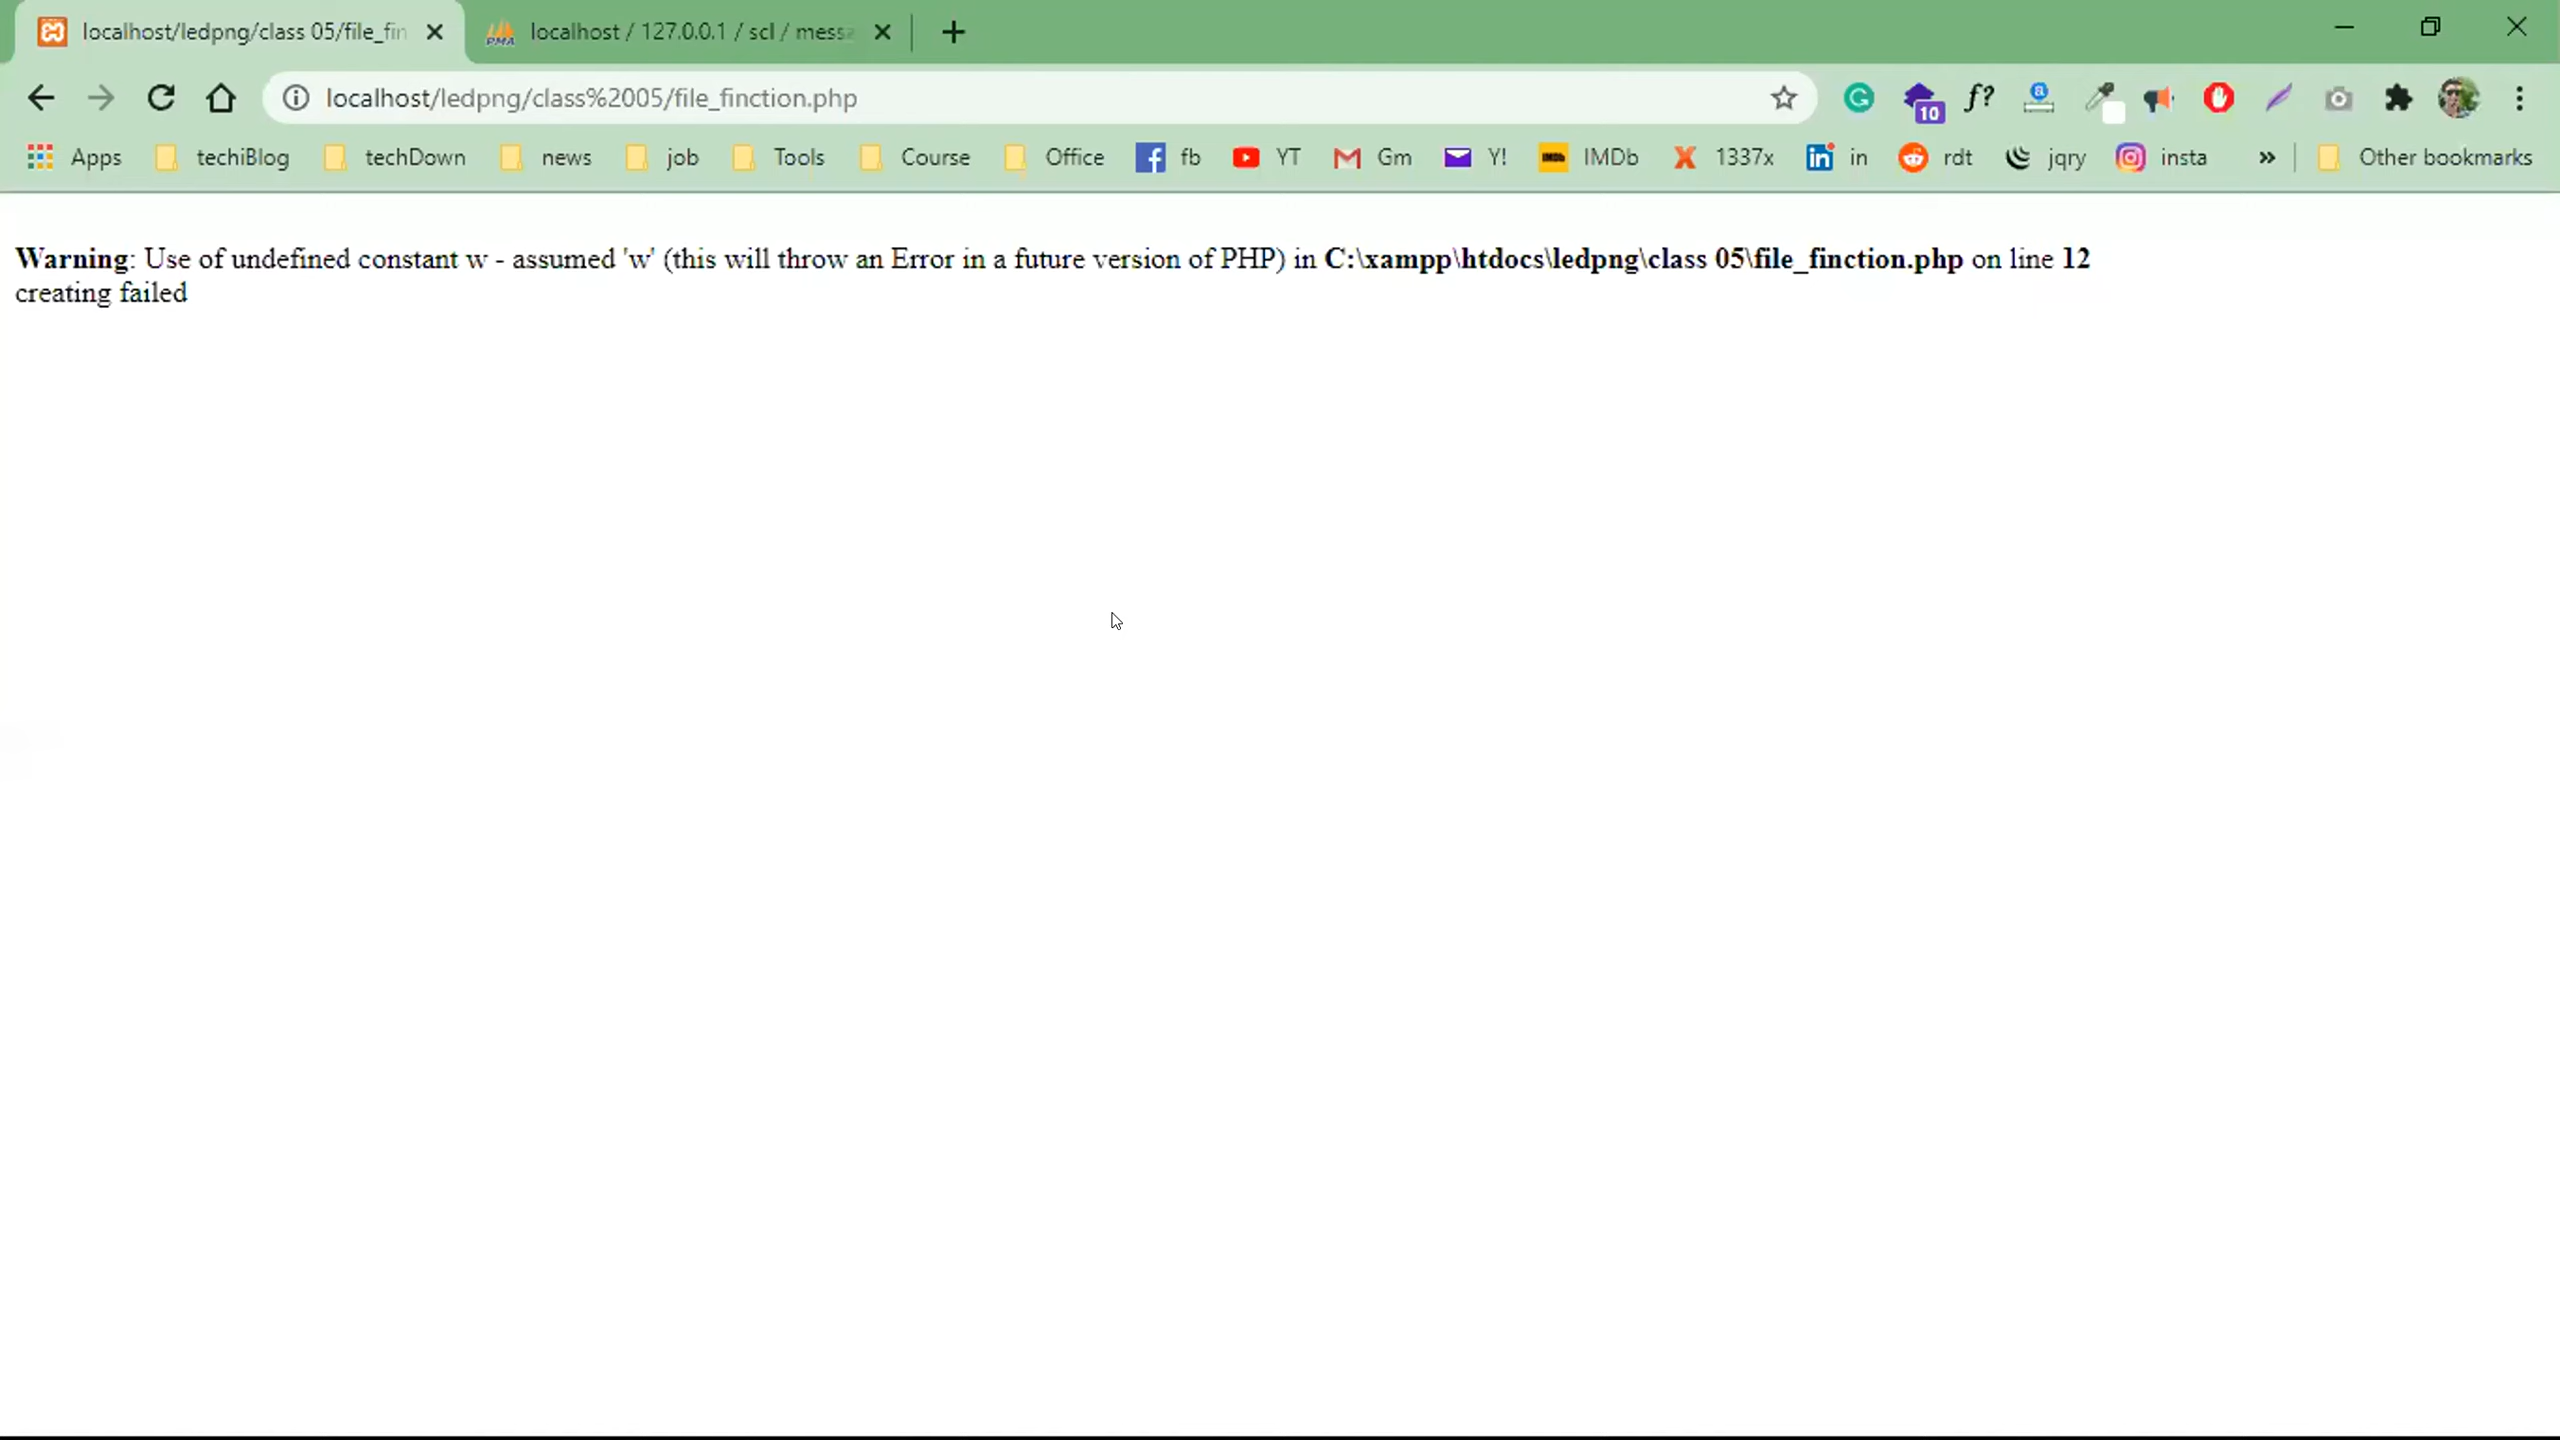 localhost/ledpng/class 05/file_fin
localhost / 127.0.0.1 / scl / messa
localhost/ledpng/class%2005/file_finction.php
10
f?
Apps techiBlog techDown news job Tools Course Office fb YT Gm Y! IMDb 1337x in rdt jqry insta » Other bookmarks
Warning: Use of undefined constant w - assumed 'w' (this will throw an Error in a future version of PHP) in C:\xampp\htdocs\ledpng\class 05\file_finction.php on line 12
creating failed